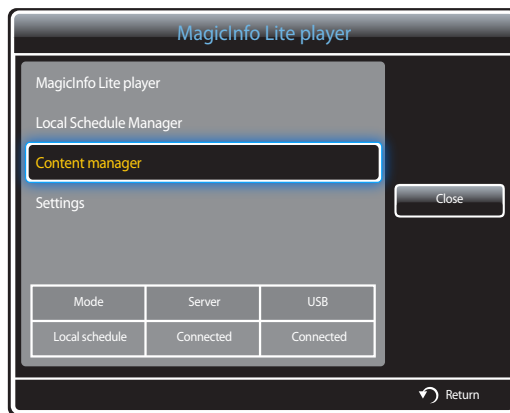 MagicInfo Lite player
MagicInfo Lite player
Local Schedule Manager
Content manager
Settings
Close
Mode Server USB
Local schedule Connected Connected
Return